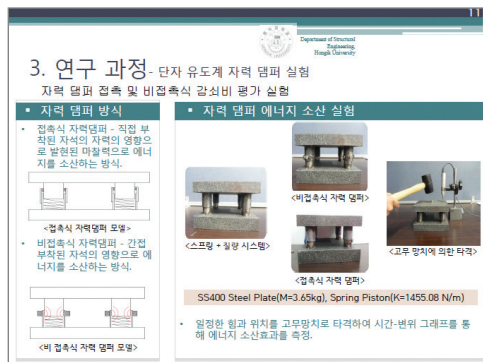 11
Department of Structural
Engineering,
Hongik University
3. 연구 과정- 단자 유도계 자력 댐퍼 실험
자력 댐퍼 접촉 및 비접촉식 감쇠비 평가 실험
▪ 자력 댐퍼 방식
• 접촉식 자력댐퍼 - 직접 부
착된 자석의 자력의 영향으
로 발현된 마찰력으로 에너
지를 소산하는 방식.
<접촉식 자력댐퍼 모델>
• 비접촉식 자력댐퍼 - 간접
부착된 자석의 영향으로 에
너지를 소산하는 방식.
<비 접촉식 자력 댐퍼 모델>
▪ 자력 댐퍼 에너지 소산 실험
<스프링 + 질량 시스템>
<비접촉식 자력 댐퍼>
<접촉식 자력 댐퍼>
<고무 망치에 의한 타격>
SS400 Steel Plate(M=3.65kg), Spring Piston(K=1455.08 N/m)
• 일정한 힘과 위치를 고무망치로 타격하여 시간-변위 그래프를 통
해 에너지 소산효과를 측정.